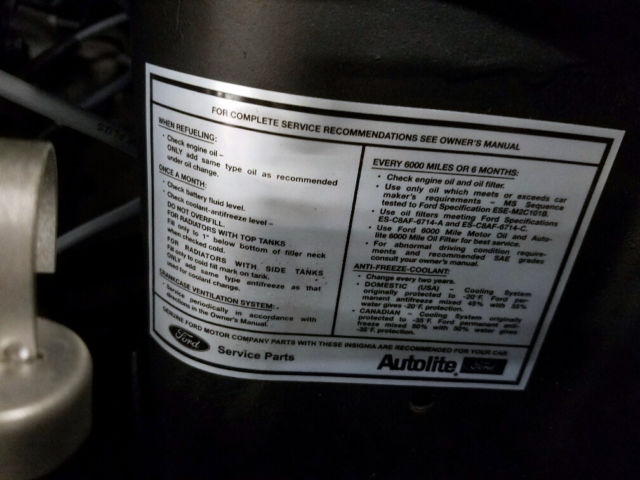 FOR COMPLETE SERVICE RECOMMENDATIONS SEE OWNER'S MANUAL
WHEN REFUELING:
• Check engine oil –
ONLY add same type oil as recommended
under oil change.
ONCE A MONTH:
• Check battery fluid level.
• Check coolant-antifreeze level –
DO NOT OVERFILL.
FOR RADIATORS WITH TOP TANKS
Fill only to 1" below bottom of filler neck
when checked cold.
FOR RADIATORS WITH SIDE TANKS
Fill to cold fill mark on tank.
ONLY add same type antifreeze as that
used for coolant change.
CRANKCASE VENTILATION SYSTEM:
• Service periodically in accordance with
directions in the Owner's Manual.
EVERY 6000 MILES OR 6 MONTHS:
• Check engine oil and oil filter.
• Use only oil which meets or exceeds car
maker's requirements – MS Sequence
tested to Ford Specification ESE-M2C101B.
• Use oil filters meeting Ford Specifications
ES-C8AF-6714-A and ES-C8AF-6714-C.
• Use Ford 6000 Mile Motor Oil and Auto-
lite 6000 Mile Oil Filter for best service.
• For abnormal driving condition require-
ments and recommended SAE grades
consult your owner's manual.
ANTI-FREEZE-COOLANT:
• Change every two years.
• DOMESTIC (USA) – Cooling System
originally protected to -20°F. Ford per-
manent antifreeze mixed 45% with 55%
water gives -20°F. protection.
• CANADIAN – Cooling System originally
protected to -35°F. Ford permanent anti-
freeze mixed 50% with 50% water gives
-35°F. protection.
GENUINE FORD MOTOR COMPANY PARTS WITH THESE INSIGNIA ARE RECOMMENDED FOR YOUR CAR
Ford Service Parts
Autolite Ford